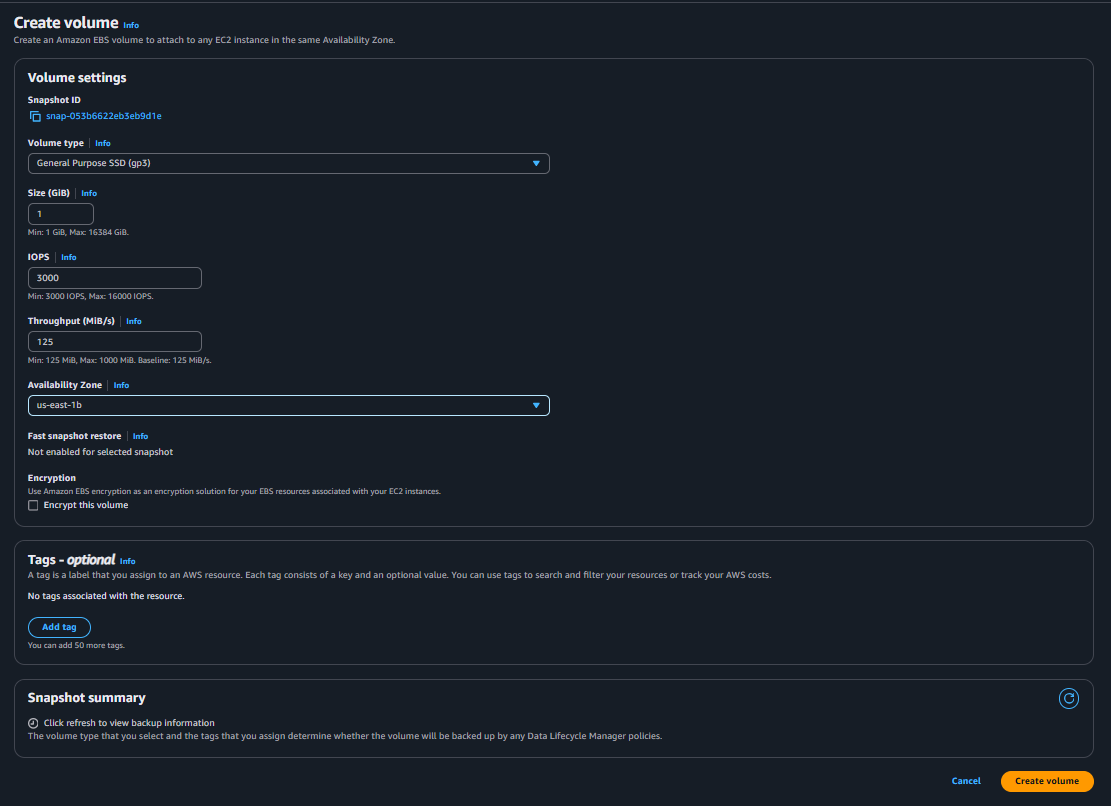 Create volume Info
Create an Amazon EBS volume to attach to any EC2 instance in the same Availability Zone.
Volume settings
Snapshot ID
snap-053b6622eb3eb9d1e
Volume type Info
General Purpose SSD (gp3)
Size (GiB) Info
1
Min: 1 GiB, Max: 16384 GiB.
IOPS Info
3000
Min: 3000 IOPS, Max: 16000 IOPS.
Throughput (MiB/s) Info
125
Min: 125 MiB, Max: 1000 MiB. Baseline: 125 MiB/s.
Availability Zone Info
us-east-1b
Fast snapshot restore Info
Not enabled for selected snapshot
Encryption
Use Amazon EBS encryption as an encryption solution for your EBS resources associated with your EC2 instances.
Encrypt this volume
Tags - optional Info
A tag is a label that you assign to an AWS resource. Each tag consists of a key and an optional value. You can use tags to search and filter your resources or track your AWS costs.
No tags associated with the resource.
Add tag
You can add 50 more tags.
Snapshot summary
Click refresh to view backup information
The volume type that you select and the tags that you assign determine whether the volume will be backed up by any Data Lifecycle Manager policies.
Cancel Create volume